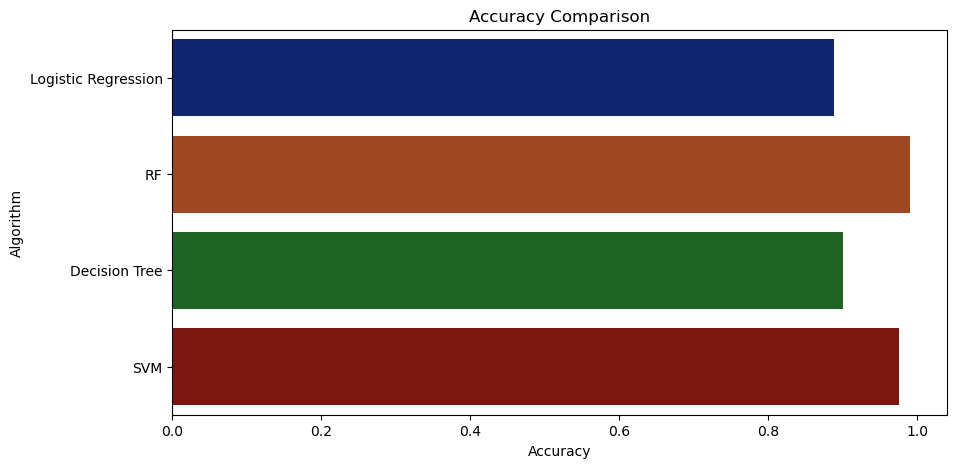 Accuracy Comparison
Logistic Regression
RF
Decision Tree
SVM
Algorithm
0.0 0.2 0.4 0.6 0.8 1.0
Accuracy